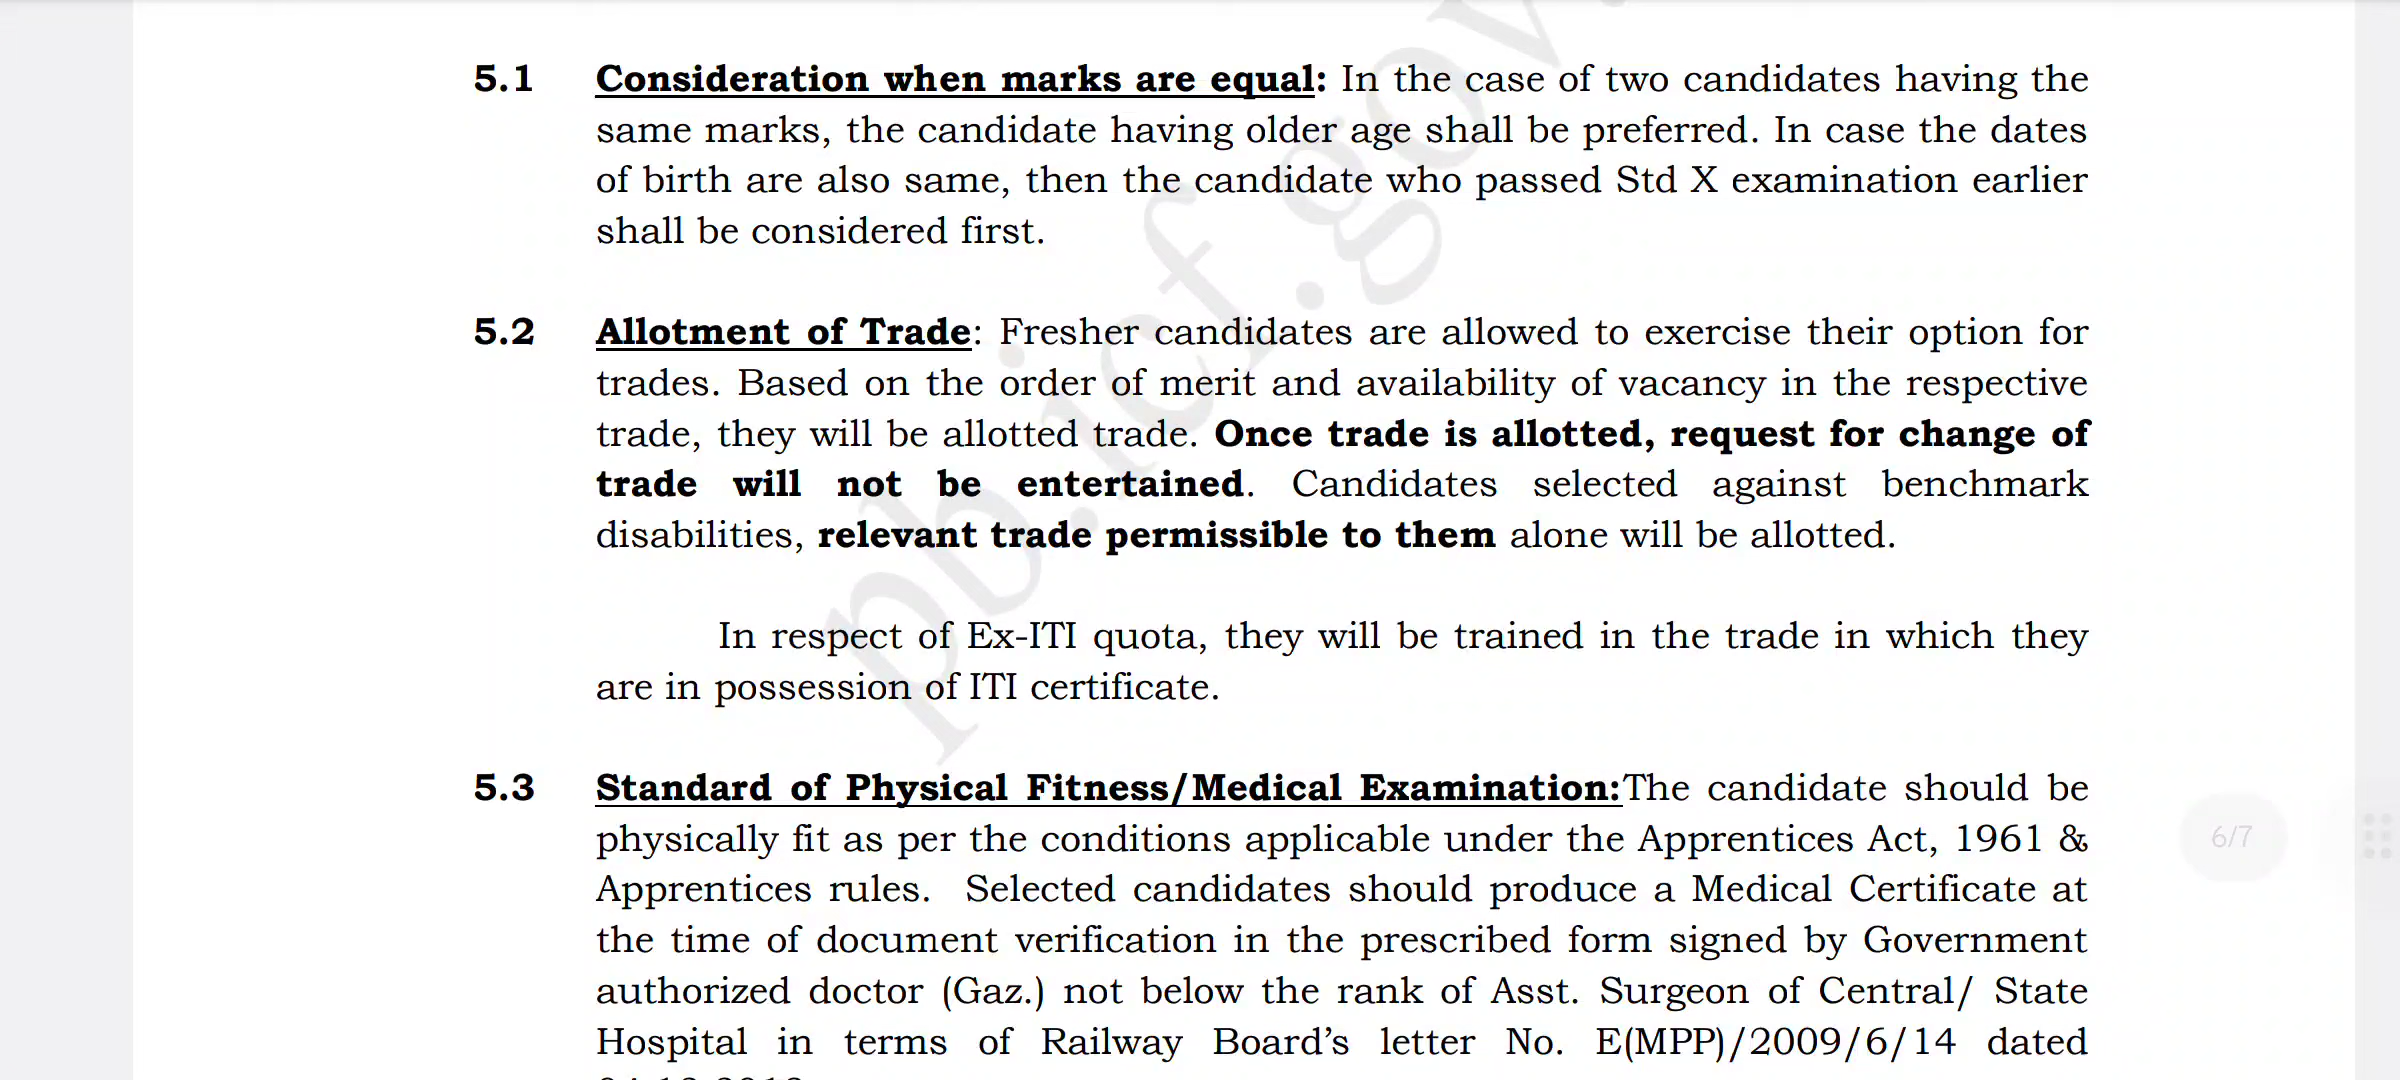 5.1 Consideration when marks are equal: In the case of two candidates having the
same marks, the candidate having older age shall be preferred. In case the dates
of birth are also same, then the candidate who passed Std X examination earlier
shall be considered first.
5.2 Allotment of Trade: Fresher candidates are allowed to exercise their option for
trades. Based on the order of merit and availability of vacancy in the respective
trade, they will be allotted trade. Once trade is allotted, request for change of
trade will not be entertained. Candidates selected against benchmark
disabilities, relevant trade permissible to them alone will be allotted.
In respect of Ex-ITI quota, they will be trained in the trade in which they
are in possession of ITI certificate.
5.3 Standard of Physical Fitness/Medical Examination:The candidate should be
physically fit as per the conditions applicable under the Apprentices Act, 1961 &
Apprentices rules. Selected candidates should produce a Medical Certificate at
the time of document verification in the prescribed form signed by Government
authorized doctor (Gaz.) not below the rank of Asst. Surgeon of Central/ State
Hospital in terms of Railway Board's letter No. E(MPP)/2009/6/14 dated
6/7
pb.icf.gov.